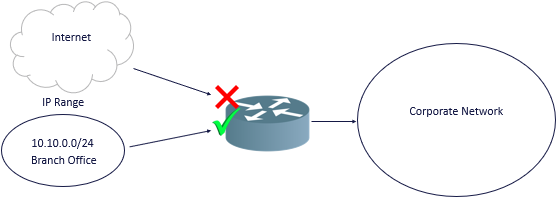 Internet
IP Range
10.10.0.0/24
Branch Office
Corporate Network